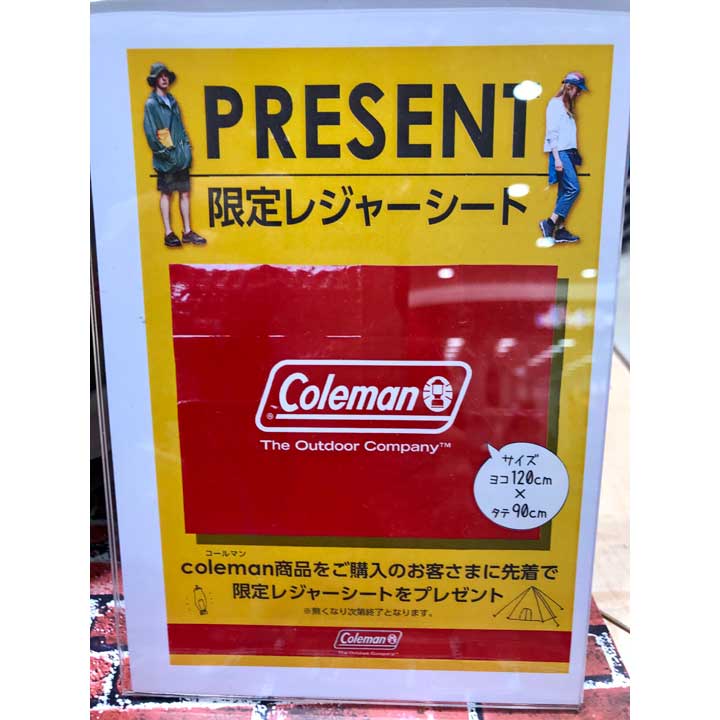 PRESENT
限定レジャーシート
Coleman
®
The Outdoor Company™
サイズ
ヨコ120cm
×
タテ90cm
コールマン
coleman商品をご購入のお客さまに先着で
限定レジャーシートをプレゼント
※無くなり次第終了となります。
Coleman
The Outdoor Company™